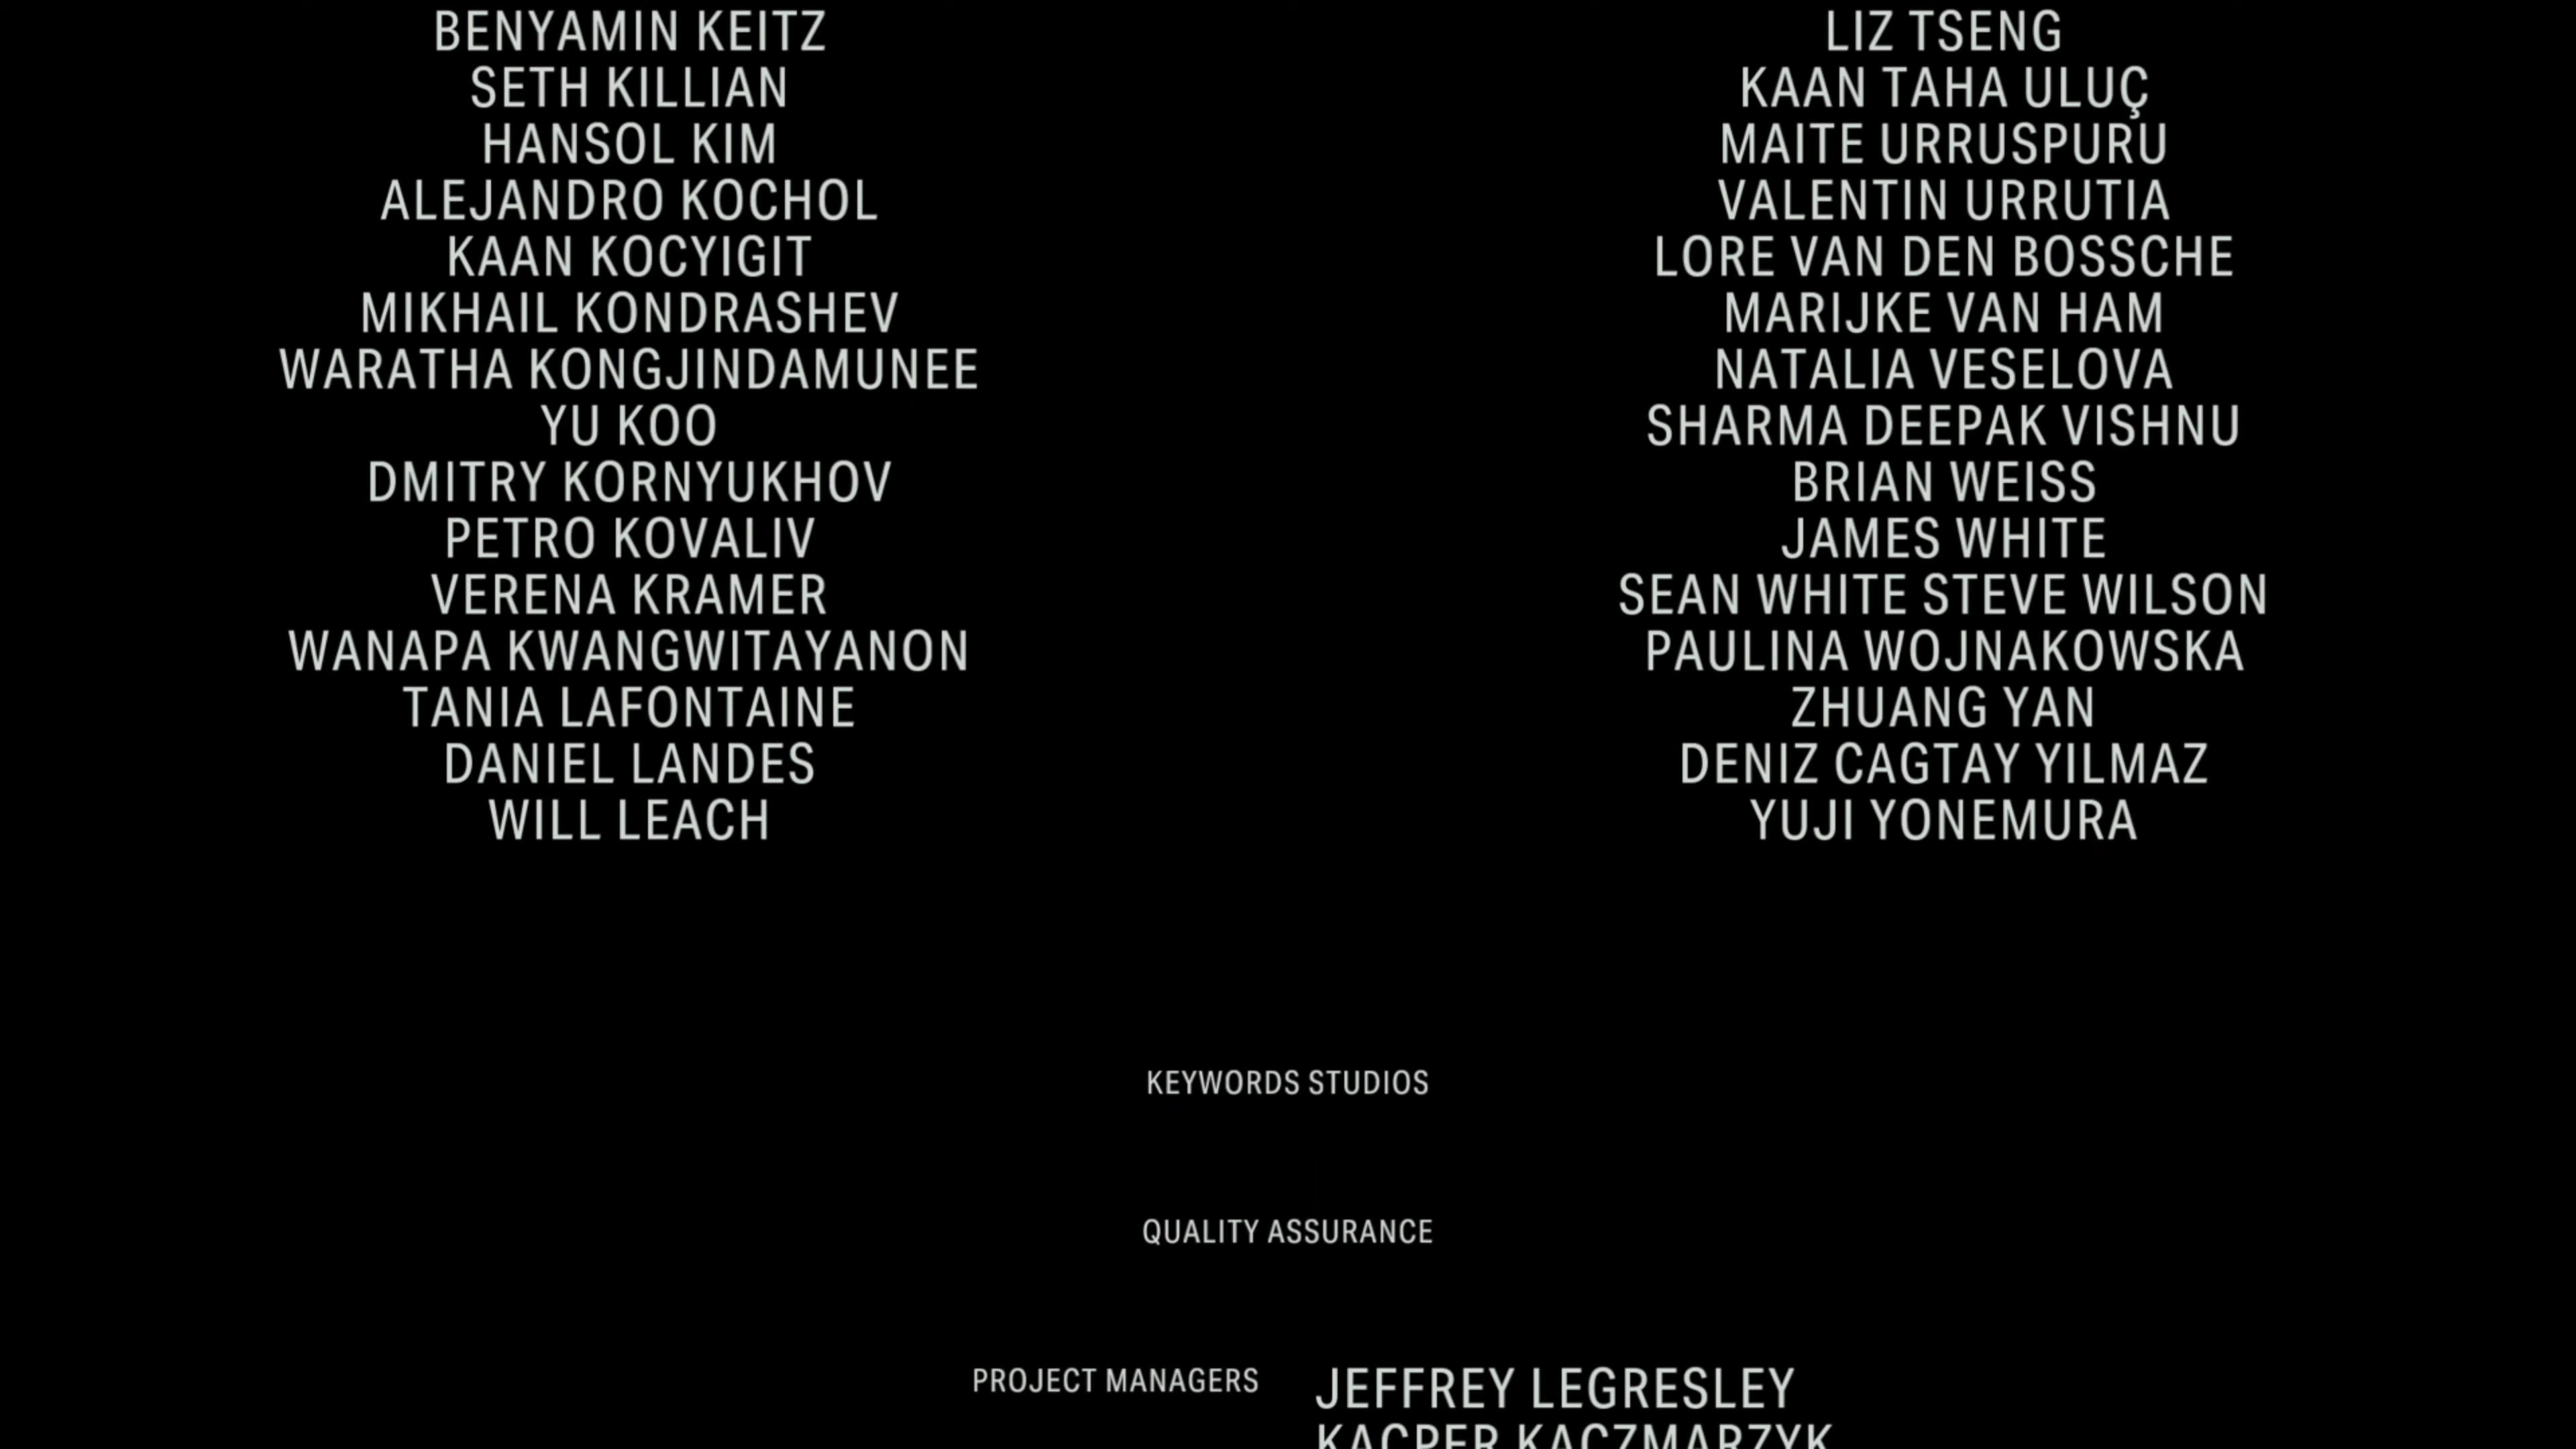 BENYAMIN KEITZ
SETH KILLIAN
HANSOL KIM
ALEJANDRO KOCHOL
KAAN KOCYIGIT
MIKHAIL KONDRASHEV
WARATHA KONGJINDAMUNEE
YU KOO
DMITRY KORNYUKHOV
PETRO KOVALIV
VERENA KRAMER
WANAPA KWANGWITAYANON
TANIA LAFONTAINE
DANIEL LANDES
WILL LEACH
LIZ TSENG
KAAN TAHA ULUÇ
MAITE URRUSPURU
VALENTIN URRUTIA
LORE VAN DEN BOSSCHE
MARIJKE VAN HAM
NATALIA VESELOVA
SHARMA DEEPAK VISHNU
BRIAN WEISS
JAMES WHITE
SEAN WHITE STEVE WILSON
PAULINA WOJNAKOWSKA
ZHUANG YAN
DENIZ CAGTAY YILMAZ
YUJI YONEMURA
KEYWORDS STUDIOS
QUALITY ASSURANCE
PROJECT MANAGERS
JEFFREY LEGRESLEY
KACPER KACZMARZYK